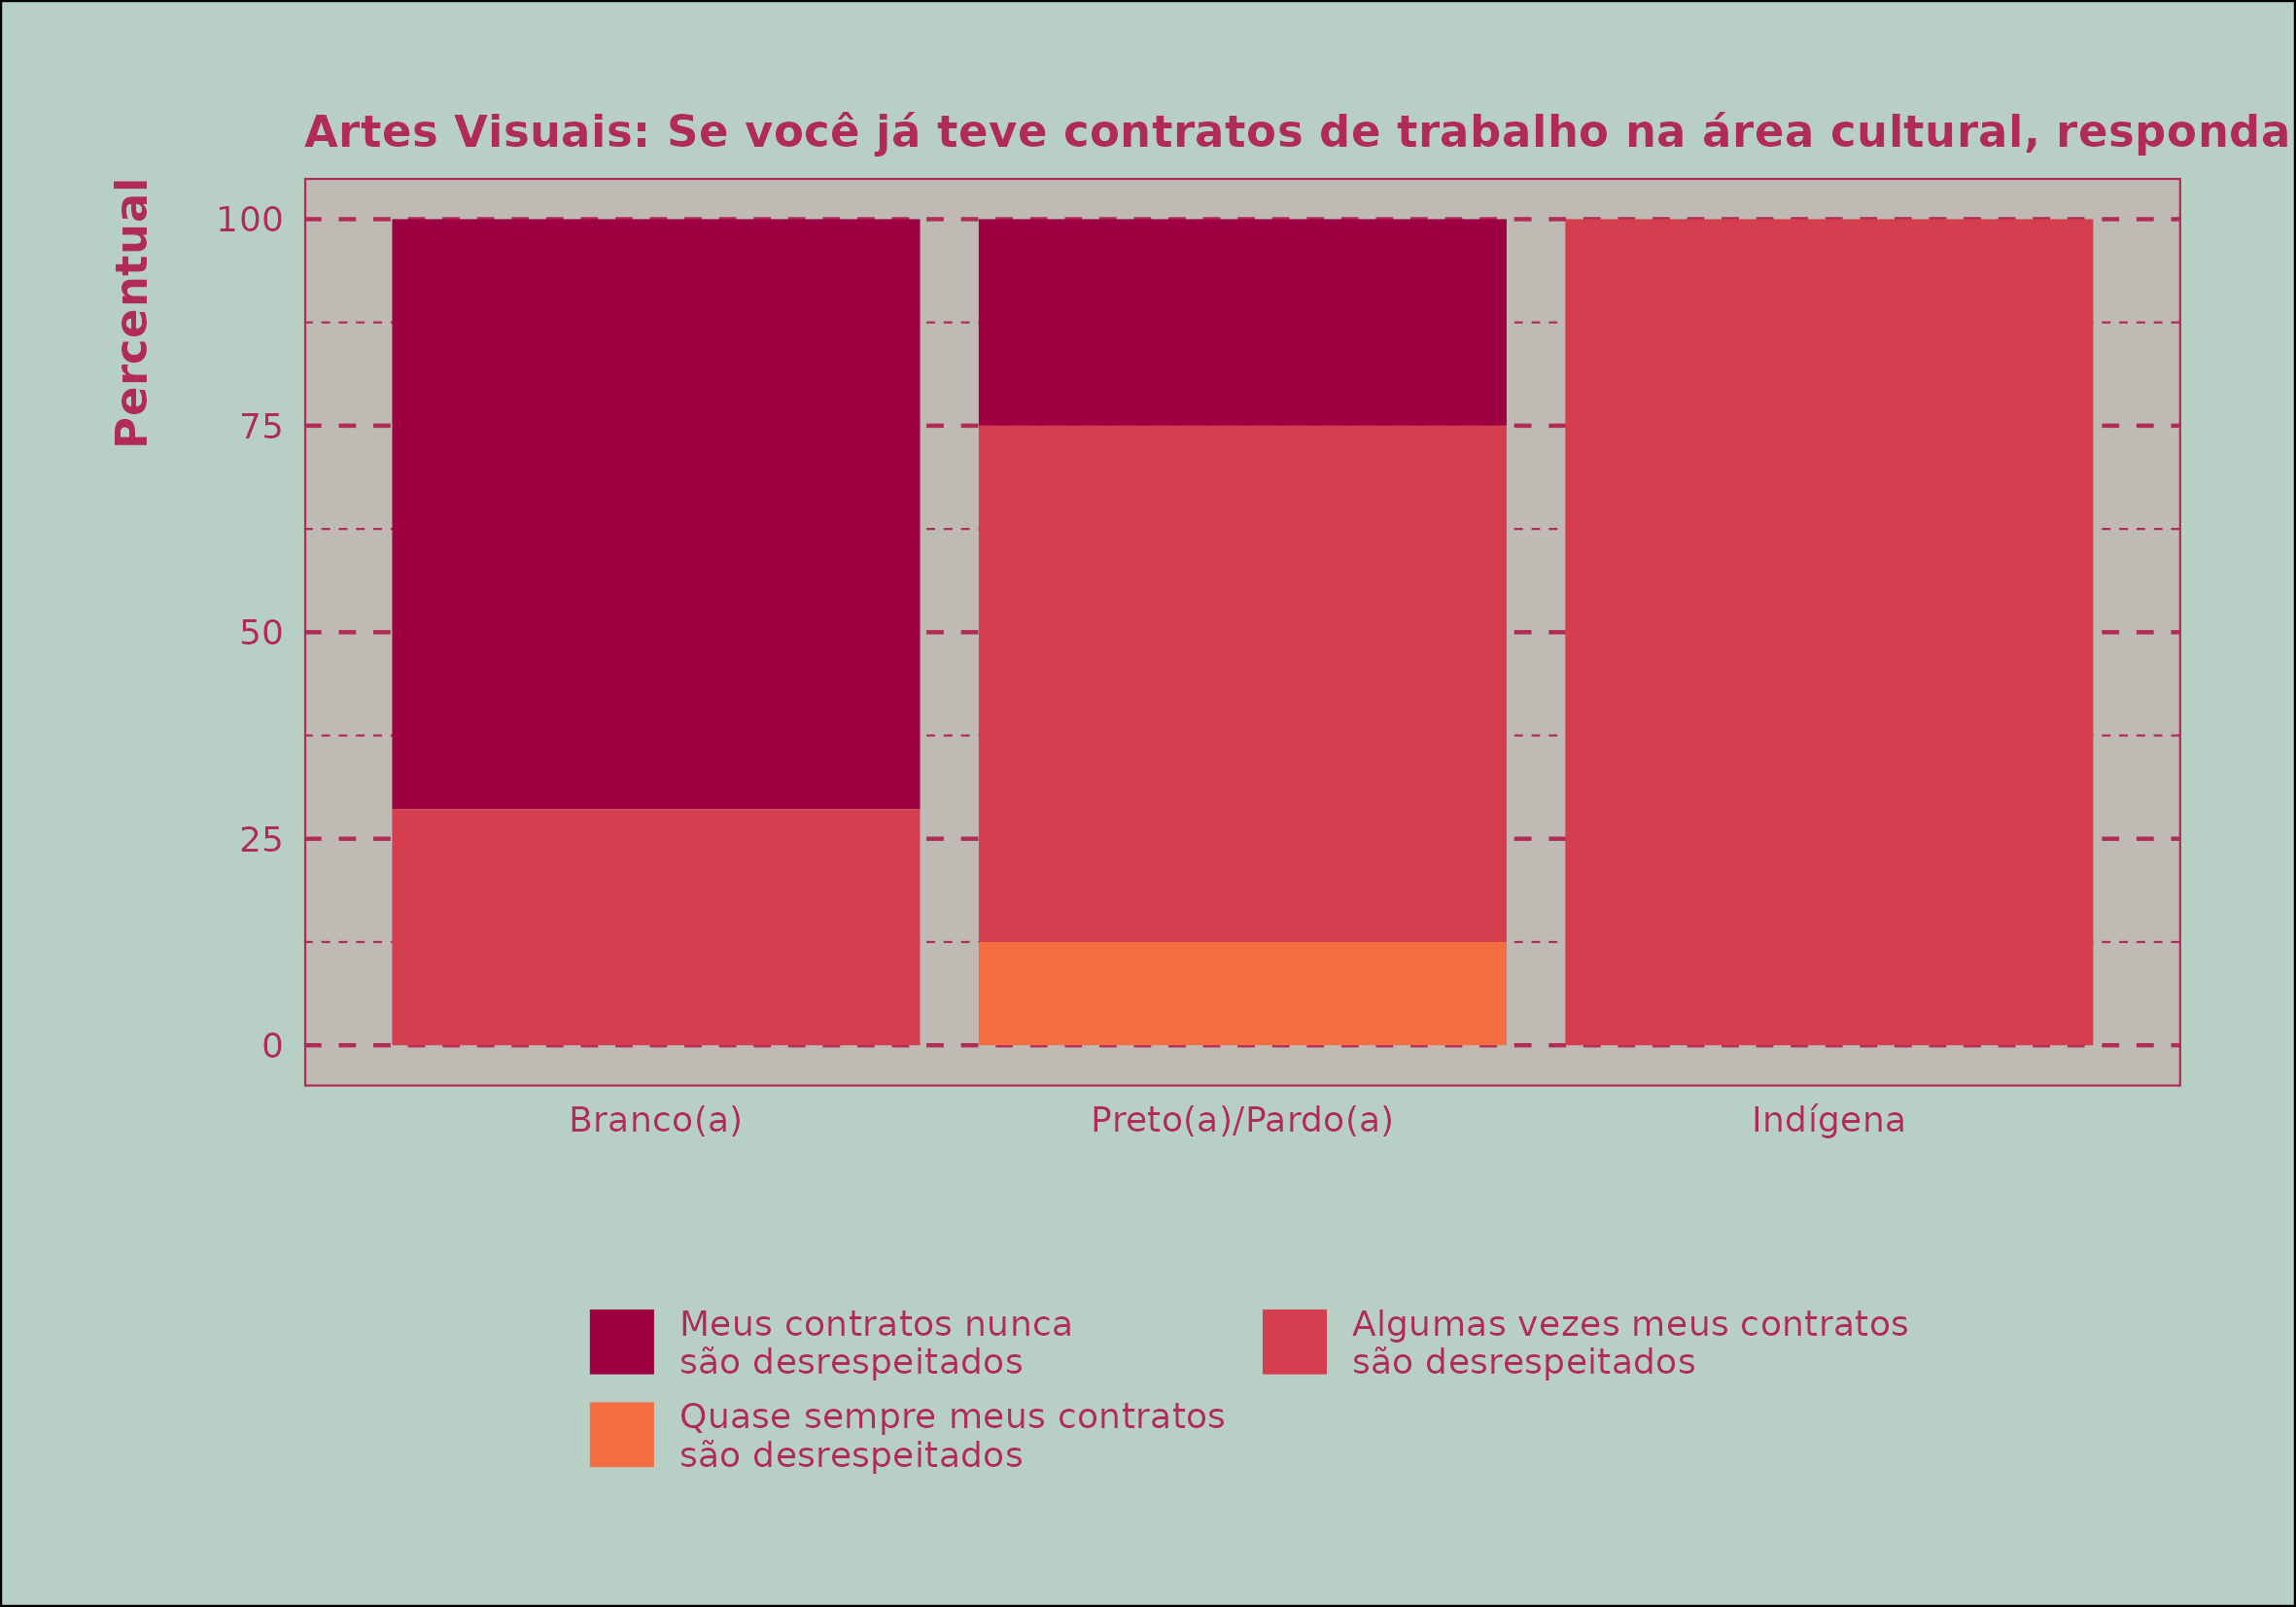 Artes Visuais: Se você já teve contratos de trabalho na área cultural, responda
Percentual
100
75
50
25
0
Branco(a)
Preto(a)/Pardo(a)
Indígena
Meus contratos nunca
são desrespeitados
Algumas vezes meus contratos
são desrespeitados
Quase sempre meus contratos
são desrespeitados